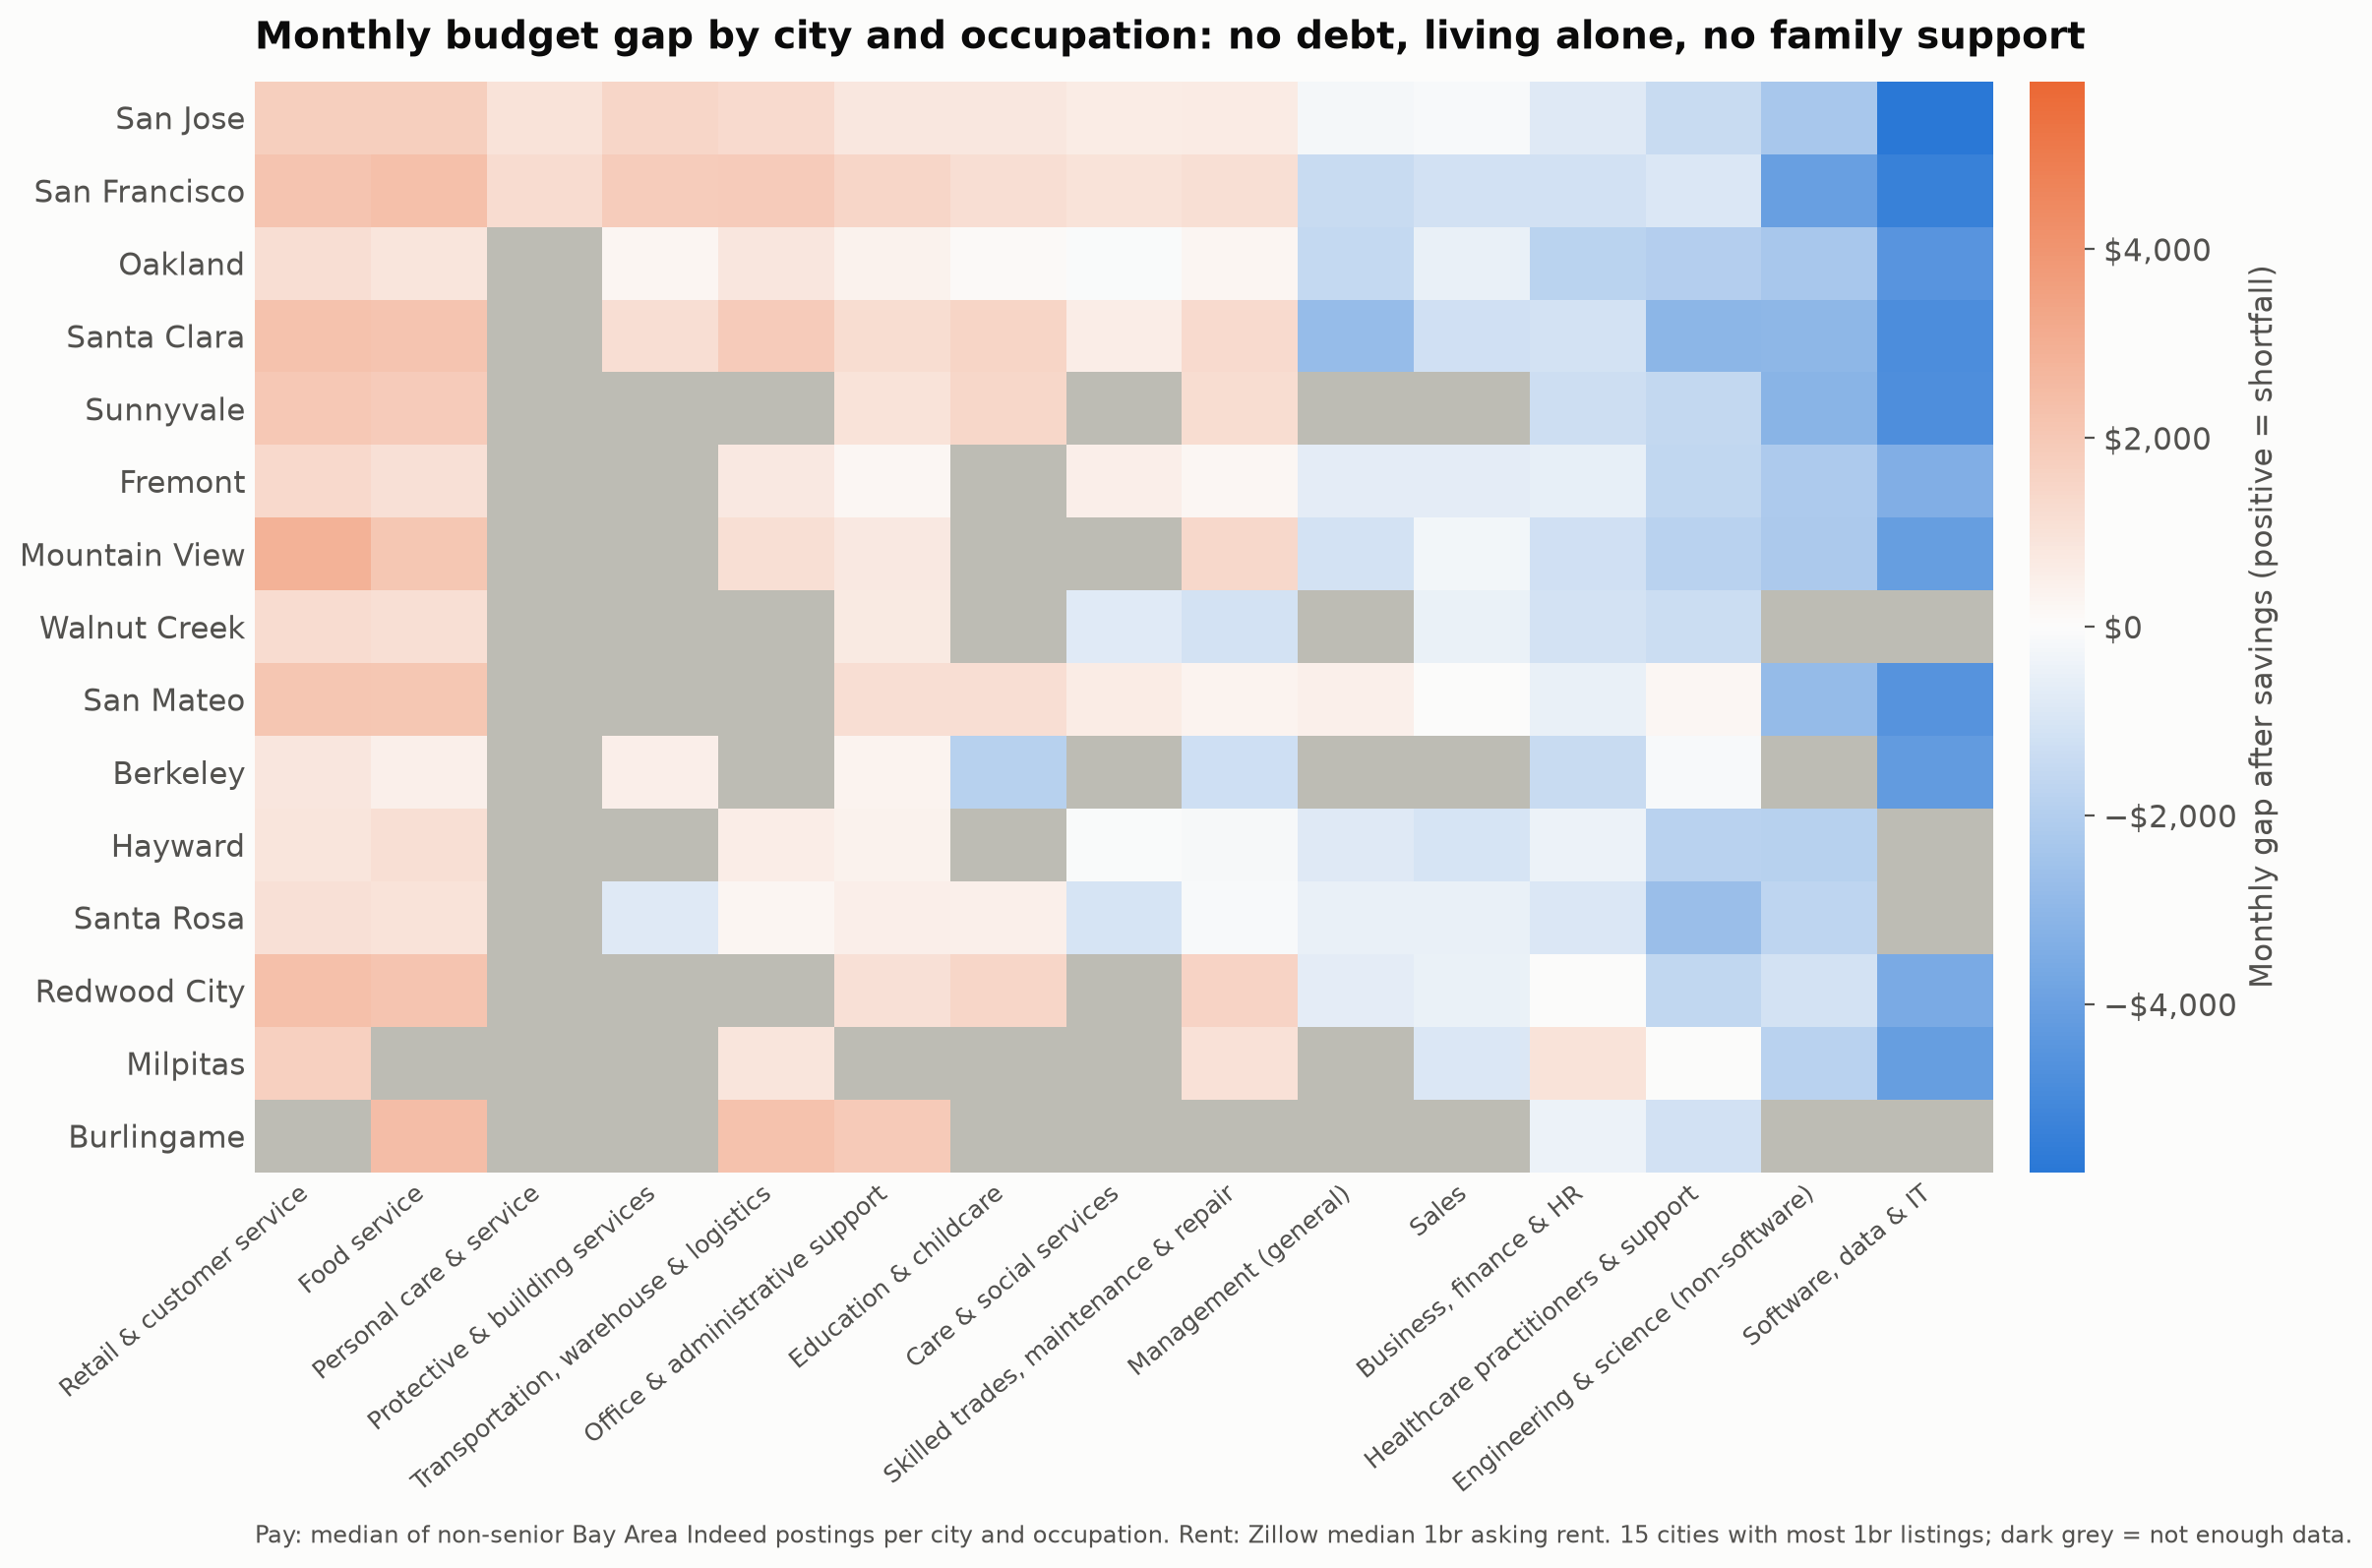 Monthly budget gap by city and occupation: no debt, living alone, no family support
San Jose
San Francisco
Oakland
Santa Clara
Sunnyvale
Fremont
Mountain View
Walnut Creek
San Mateo
Berkeley
Hayward
Santa Rosa
Redwood City
Milpitas
Burlingame
Retail & customer service
Food service
Personal care & service
Protective & building services
Transportation, warehouse & logistics
Office & administrative support
Education & childcare
Care & social services
Skilled trades, maintenance & repair
Management (general)
Sales
Business, finance & HR
Healthcare practitioners & support
Engineering & science (non-software)
Software, data & IT
$4,000
$2,000
$0
−$2,000
−$4,000
Monthly gap after savings (positive = shortfall)
Pay: median of non-senior Bay Area Indeed postings per city and occupation. Rent: Zillow median 1br asking rent. 15 cities with most 1br listings; dark grey = not enough data.